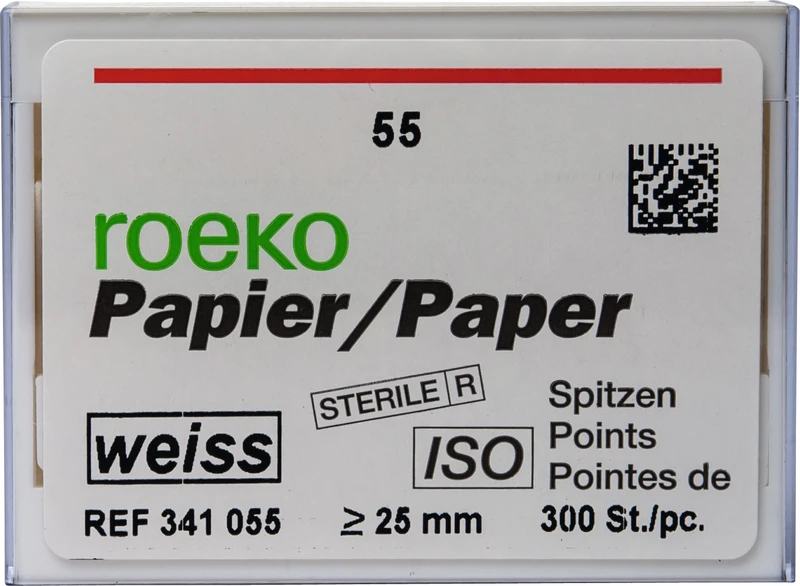 55
roeko
Papier/Paper
STERILE R
weiss
ISO
Spitzen
Points
Pointes de
REF 341 055
≥ 25 mm
300 St./pc.